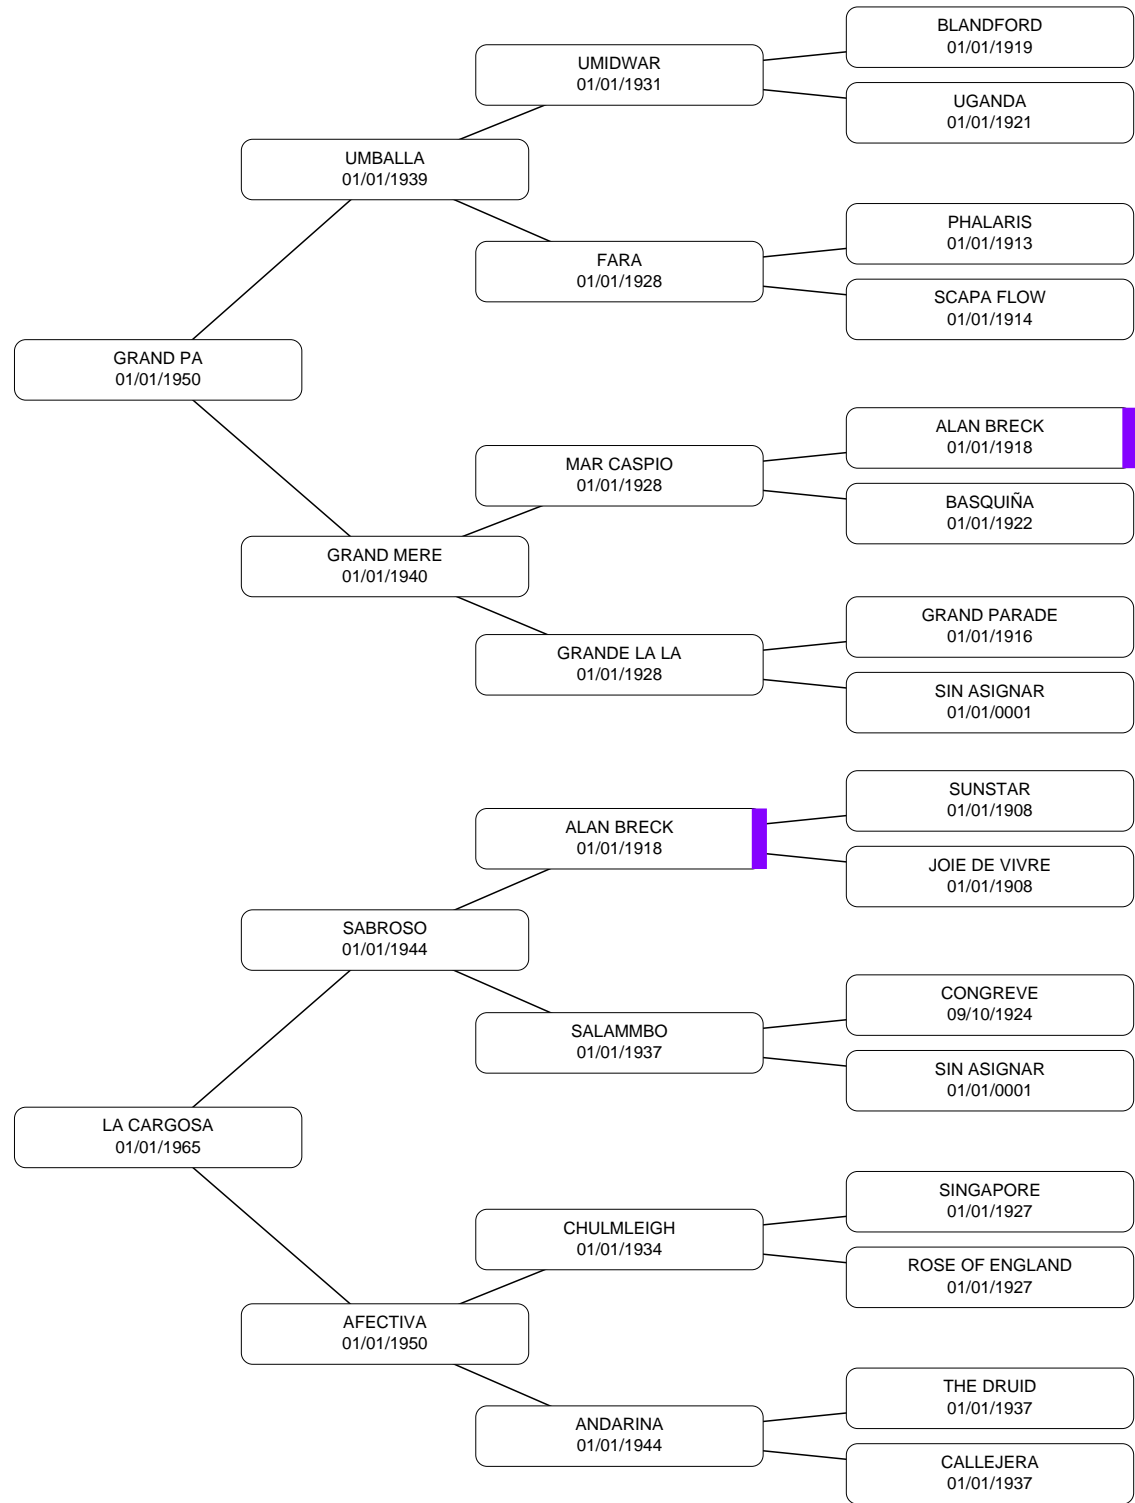 BLANDFORD
01/01/1919
UMIDWAR
01/01/1931
UGANDA
01/01/1921
UMBALLA
01/01/1939
PHALARIS
01/01/1913
FARA
01/01/1928
SCAPA FLOW
01/01/1914
GRAND PA
01/01/1950
ALAN BRECK
01/01/1918
MAR CASPIO
01/01/1928
BASQUIÑA
01/01/1922
GRAND MERE
01/01/1940
GRAND PARADE
01/01/1916
GRANDE LA LA
01/01/1928
SIN ASIGNAR
01/01/0001
SUNSTAR
01/01/1908
ALAN BRECK
01/01/1918
JOIE DE VIVRE
01/01/1908
SABROSO
01/01/1944
CONGREVE
09/10/1924
SALAMMBO
01/01/1937
SIN ASIGNAR
01/01/0001
LA CARGOSA
01/01/1965
SINGAPORE
01/01/1927
CHULMLEIGH
01/01/1934
ROSE OF ENGLAND
01/01/1927
AFECTIVA
01/01/1950
THE DRUID
01/01/1937
ANDARINA
01/01/1944
CALLEJERA
01/01/1937